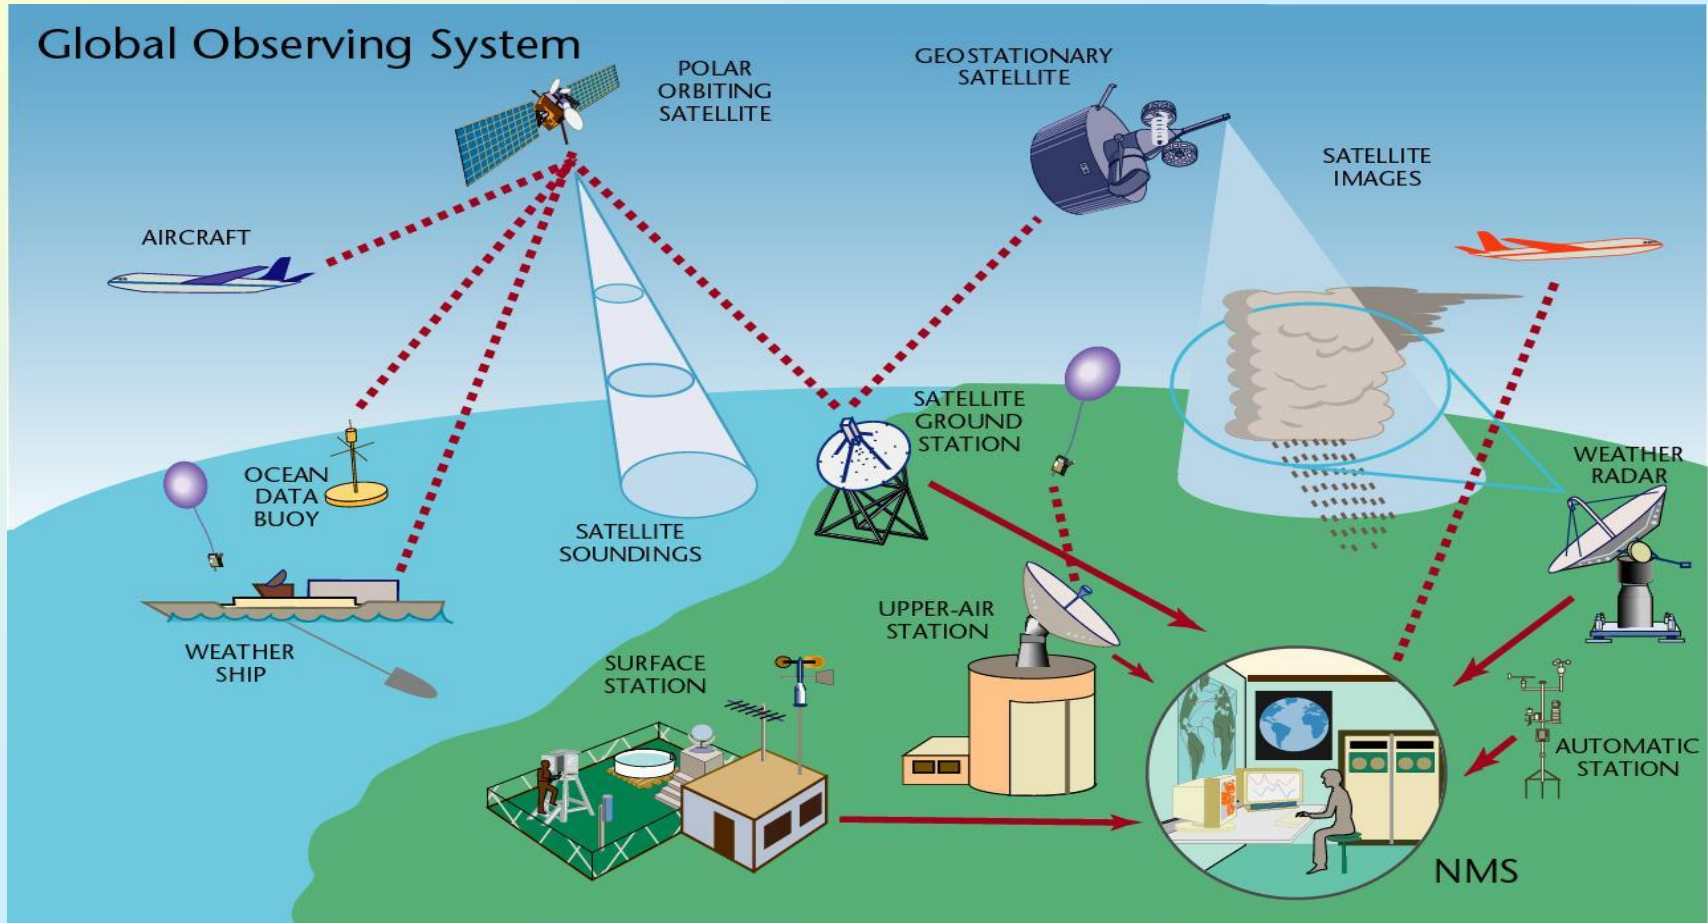 Global Observing System
POLAR
ORBITING
SATELLITE
GEOSTATIONARY
SATELLITE
SATELLITE
IMAGES
AIRCRAFT
SATELLITE
GROUND
STATION
WEATHER
RADAR
OCEAN
DATA
BUOY
SATELLITE
SOUNDINGS
UPPER-AIR
STATION
WEATHER
SHIP
SURFACE
STATION
AUTOMATIC
STATION
NMS